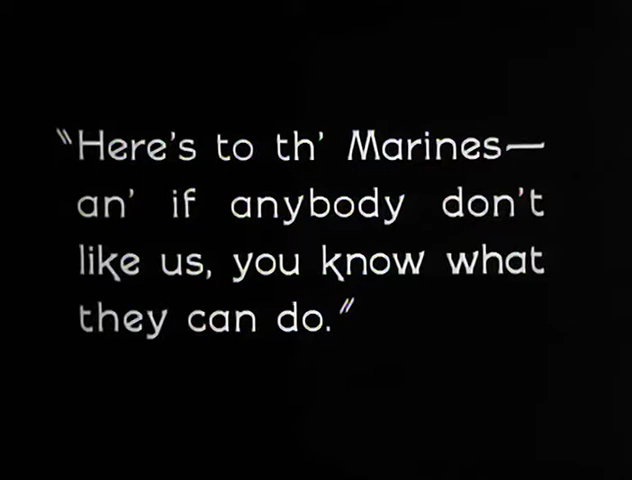 "Here's to th' Marines—
an' if anybody don't
like us, you know what
they can do."